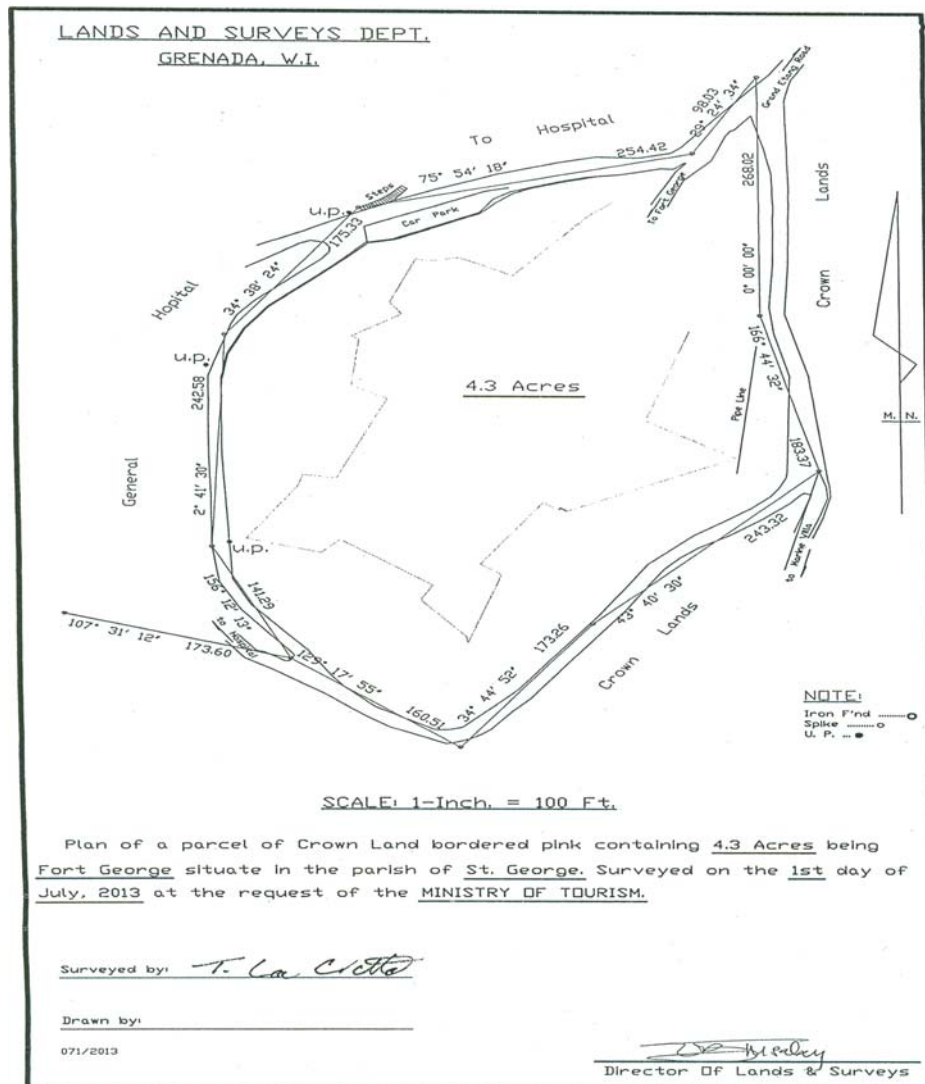 LANDS AND SURVEYS DEPT.
GRENADA, W.I.
To Hospital
Grand Etang Road
98.03
29° 24' 34"
254.42
75° 54' 18"
Steps
u.p.
Car Park
to Fort George
175.33
34° 38' 24"
268.02
0° 00' 00"
Crown Lands
Hopital
General
u.p.
242.58
2° 41' 30"
4.3 Acres
166° 44' 32"
Pipe Line
183.37
M. N.
243.32
to Marine Villa
u.p.
141.29
156° 12' 13"
to Hospital
107° 31' 12"
173.60
129° 17' 55"
160.51
34° 44' 52"
173.26
43° 40' 30"
Crown Lands
NOTE:
Iron F'nd ........
Spike ........
U. P. ...
SCALE: 1-Inch. = 100 Ft.
Plan of a parcel of Crown Land bordered pink containing 4.3 Acres being
Fort George situate in the parish of St. George. Surveyed on the 1st day of
July, 2013 at the request of the MINISTRY OF TOURISM.
Surveyed by:
Drawn by:
071/2013
Director Of Lands & Surveys